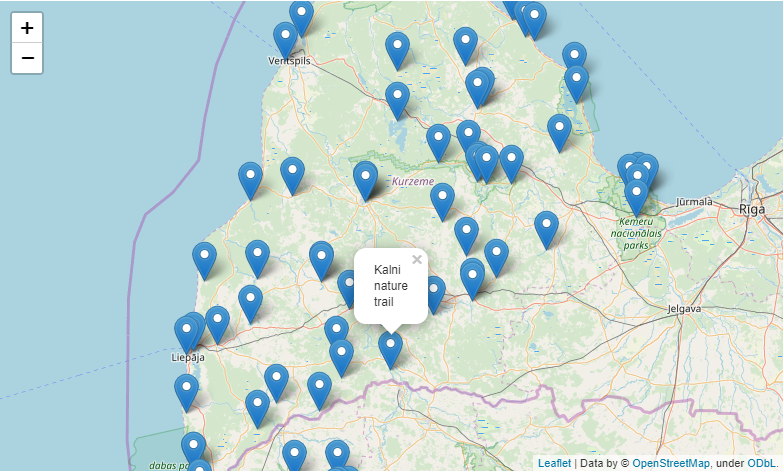 +
−
Ventspils
Kurzeme
Ķemeru
nacionālais
parks
Jūrmala
Rīga
×
Kalni
nature
trail
Jelgava
Liepāja
dabas pa
Leaflet | Data by © OpenStreetMap, under ODbL.